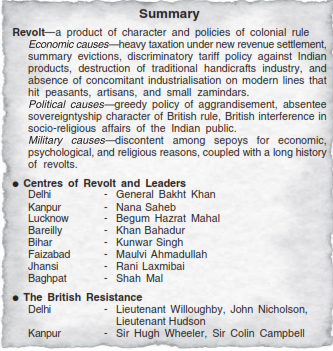 Summary
Revolt—a product of character and policies of colonial rule
Economic causes—heavy taxation under new revenue settlement,
summary evictions, discriminatory tariff policy against Indian
products, destruction of traditional handicrafts industry, and
absence of concomitant industrialisation on modern lines that
hit peasants, artisans, and small zamindars.
Political causes—greedy policy of aggrandisement, absentee
sovereigntyship character of British rule, British interference in
socio-religious affairs of the Indian public.
Military causes—discontent among sepoys for economic,
psychological, and religious reasons, coupled with a long history
of revolts.
● Centres of Revolt and Leaders
Delhi - General Bakht Khan
Kanpur - Nana Saheb
Lucknow - Begum Hazrat Mahal
Bareilly - Khan Bahadur
Bihar - Kunwar Singh
Faizabad - Maulvi Ahmadullah
Jhansi - Rani Laxmibai
Baghpat - Shah Mal
● The British Resistance
Delhi - Lieutenant Willoughby, John Nicholson,
Lieutenant Hudson
Kanpur - Sir Hugh Wheeler, Sir Colin Campbell